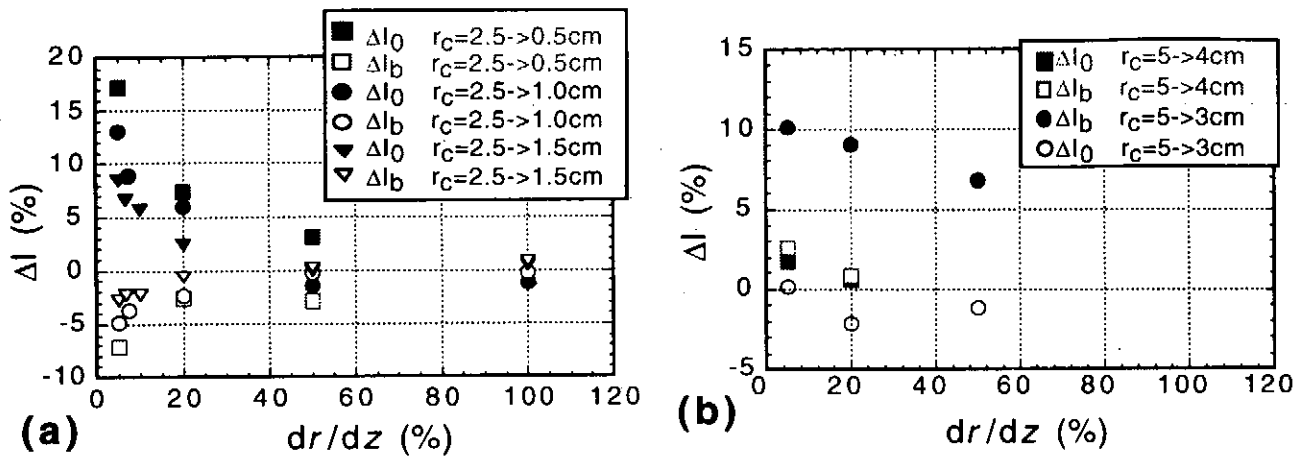 ΔI0 rc=2.5->0.5cm
ΔIb rc=2.5->0.5cm
ΔI0 rc=2.5->1.0cm
ΔIb rc=2.5->1.0cm
ΔI0 rc=2.5->1.5cm
ΔIb rc=2.5->1.5cm
20
15
10
5
0
-5
-10
ΔI (%)
0 20 40 60 80 100 120
dr/dz (%)
(a)
ΔI0 rc=5->4cm
ΔIb rc=5->4cm
ΔIb rc=5->3cm
ΔI0 rc=5->3cm
15
10
5
0
-5
ΔI (%)
0 20 40 60 80 100 120
dr/dz (%)
(b)